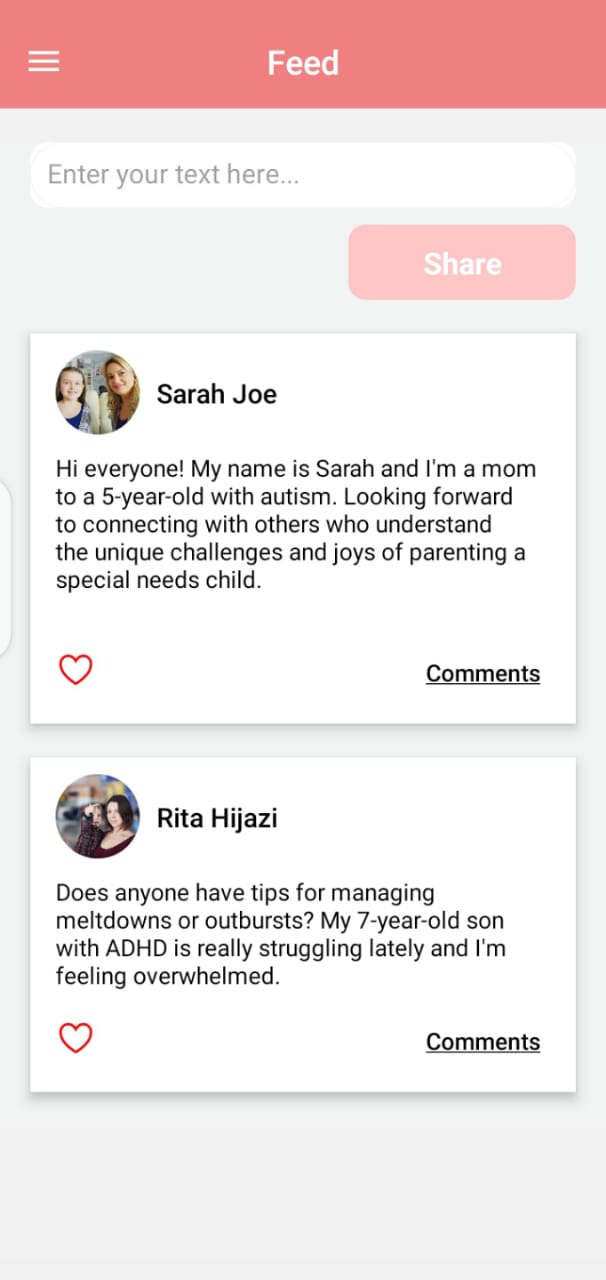 Feed
Enter your text here...
Share
Sarah Joe
Hi everyone! My name is Sarah and I'm a mom
to a 5-year-old with autism. Looking forward
to connecting with others who understand
the unique challenges and joys of parenting a
special needs child.
Comments
Rita Hijazi
Does anyone have tips for managing
meltdowns or outbursts? My 7-year-old son
with ADHD is really struggling lately and I'm
feeling overwhelmed.
Comments